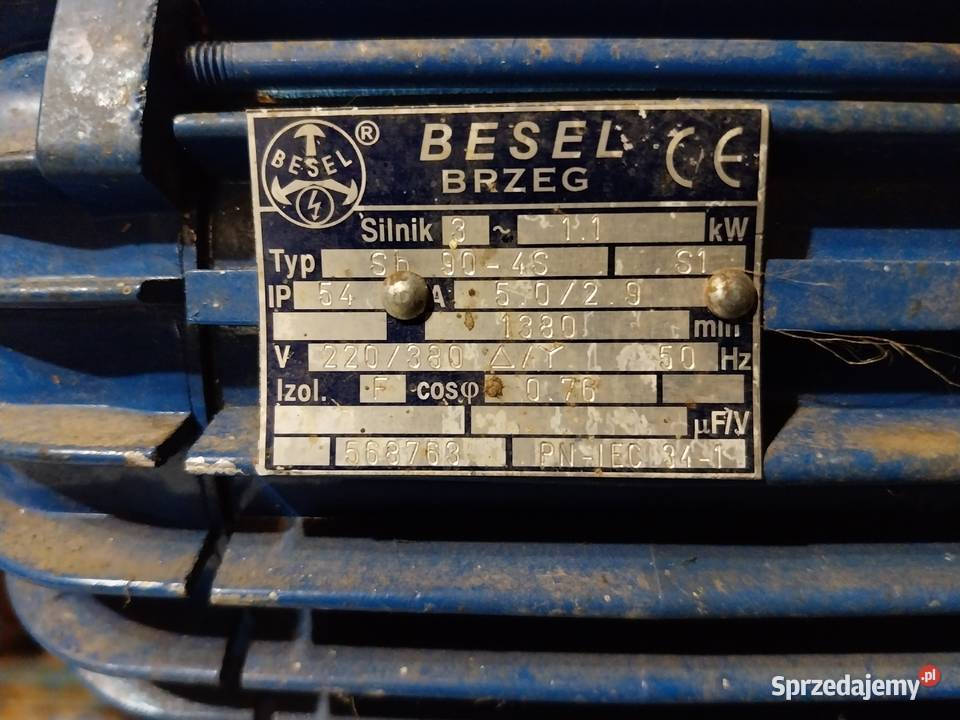 BESEL ®
BESEL
BRZEG
CE
Silnik 3 ~ 1.1 kW
Typ Sh 90-4S S1
IP 54 A 5.0/2.9
1380 min
V 220/380 △/Y 50 Hz
Izol. F cosφ 0.76
μF/V
568768 PN-IEC 34-1
Sprzedajemy.pl